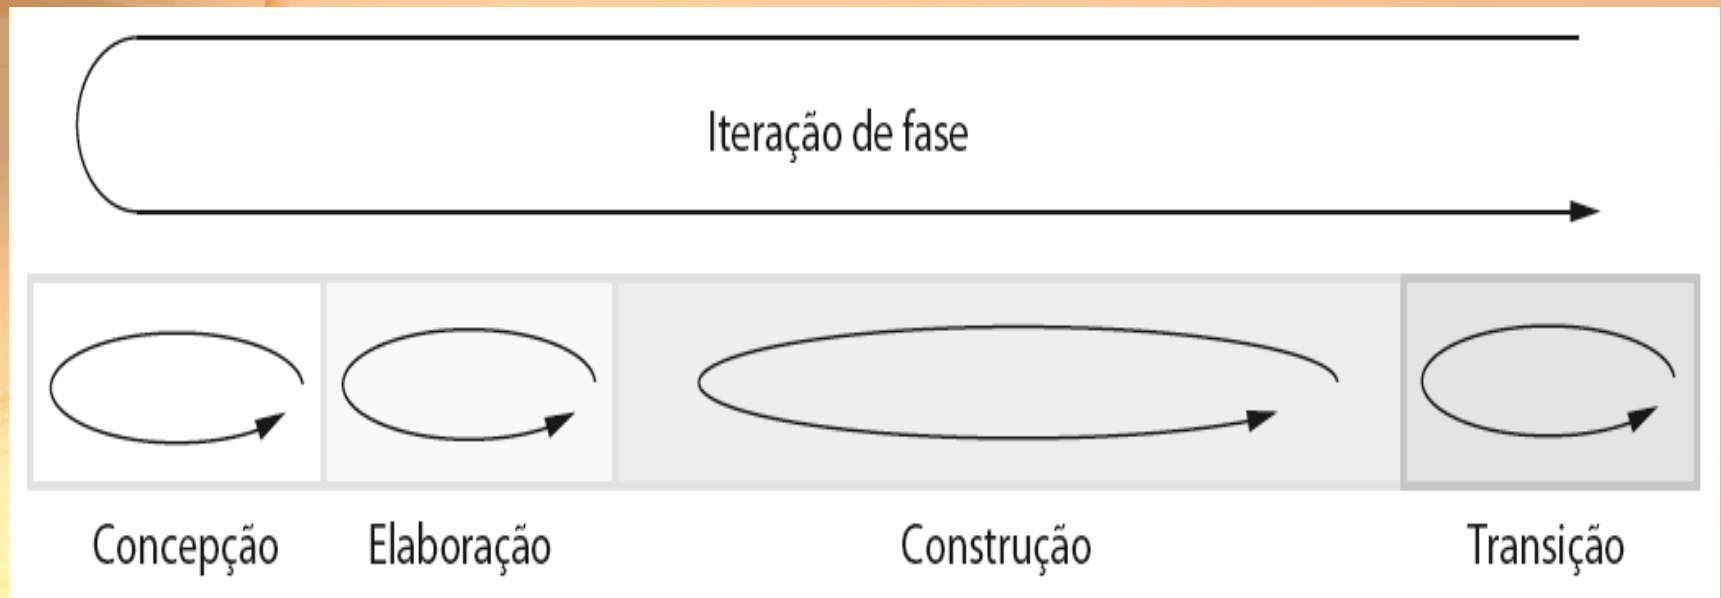 Iteração de fase
Concepção
Elaboração
Construção
Transição